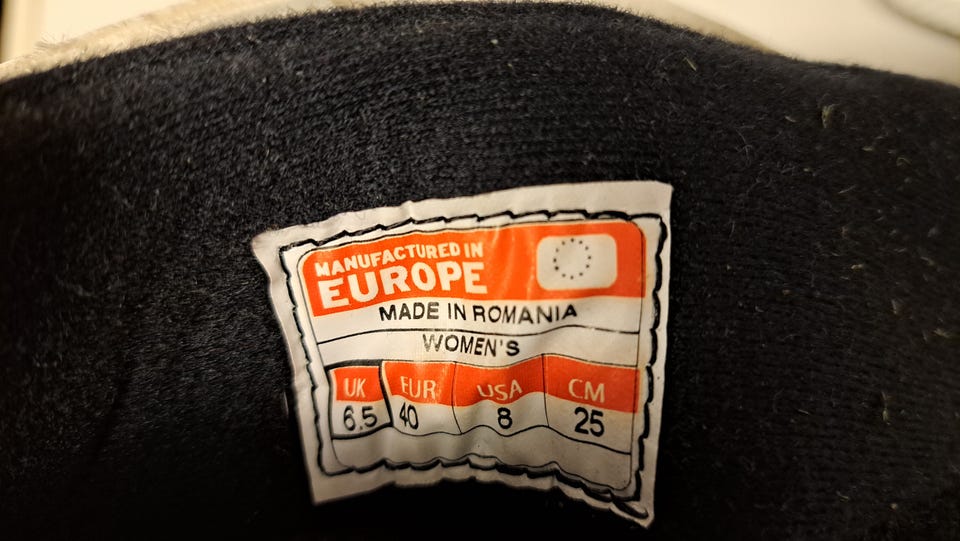 MANUFACTURED IN
EUROPE
MADE IN ROMANIA
WOMEN'S
UK EUR USA CM
6.5 40 8 25